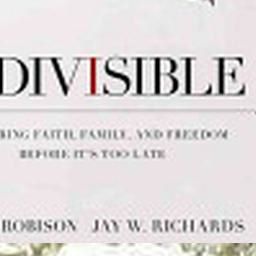 DIVISIBLE
RING FAITH, FAMILY, AND FREEDOM
BEFORE IT'S TOO LATE
ROBISON JAY W. RICHARDS